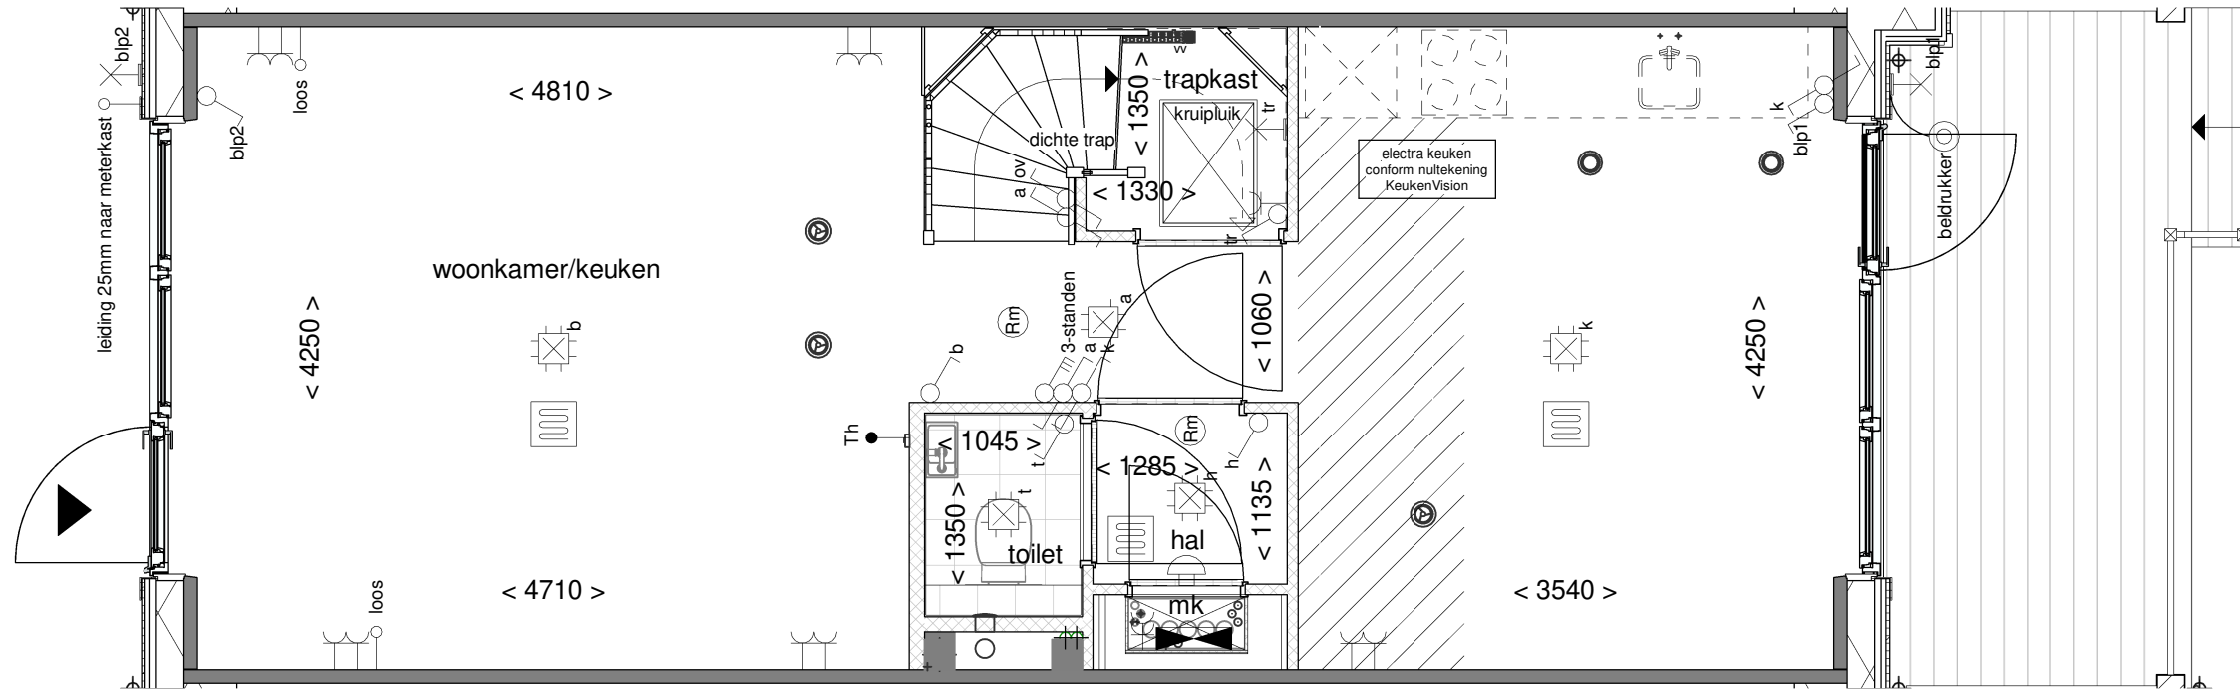 blp2
leiding 25mm naar meterkast
blp2
loos
< 4810 >
woonkamer/keuken
< 4250 >
b
< 4710 >
loos
Th
vv
trapkast
kruipluik
tr
< 1350 >
dichte trap
a ov
< 1330 >
tr
Rm
3-standen
a
a
k
b
< 1060 >
< 1045 >
t
< 1350 >
t
toilet
< 1285 >
Rm
h
h
< 1135 >
hal
mk
electra keuken
conform nultekening
KeukenVision
k
blp1
k
< 4250 >
< 3540 >
blp1
beldrukker